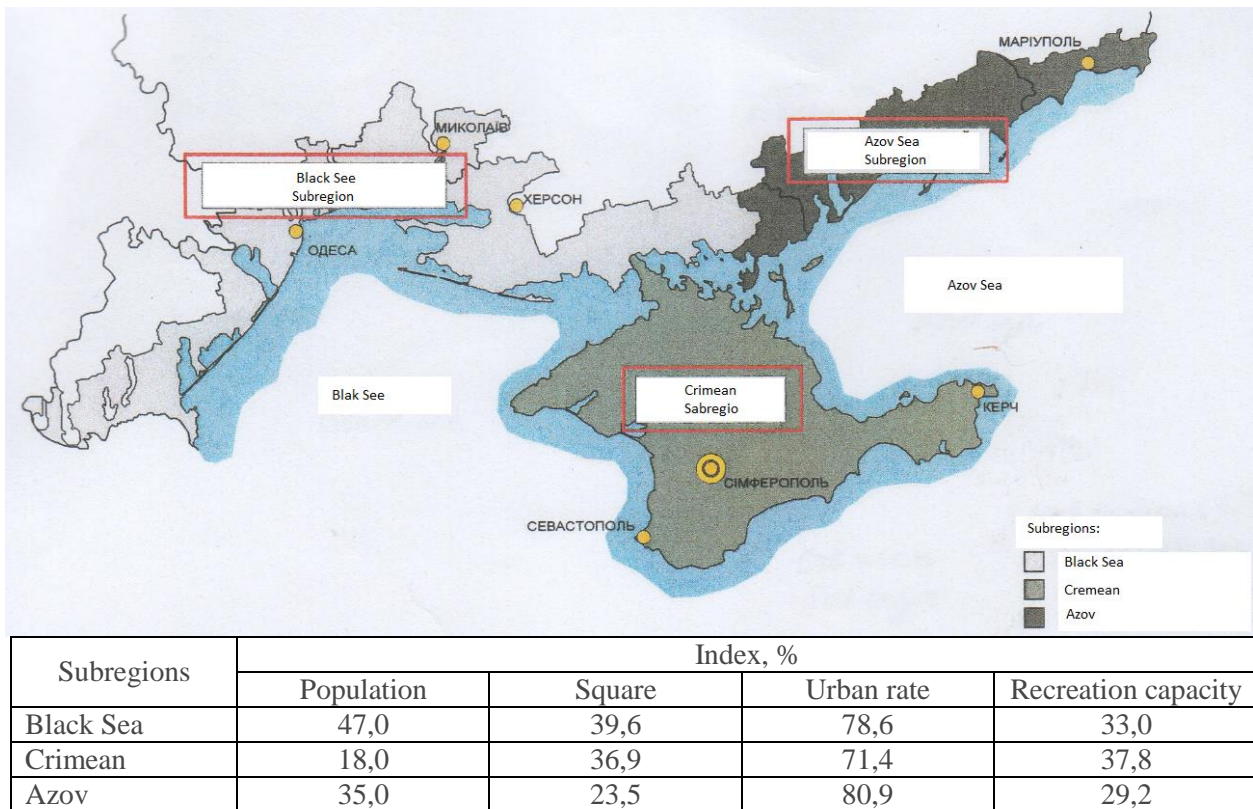 МАРІУПОЛЬ
МИКОЛАЇВ
Azov Sea
Subregion
Black See
Subregion
ХЕРСОН
ОДЕСА
Azov Sea
Blak See
Crimean
Sabregio
КЕРЧ
СІМФЕРОПОЛЬ
СЕВАСТОПОЛЬ
Subregions:
Black Sea
Cremean
Azov
Subregions Index, %
Population Square Urban rate Recreation capacity
Black Sea 47,0 39,6 78,6 33,0
Crimean 18,0 36,9 71,4 37,8
Azov 35,0 23,5 80,9 29,2